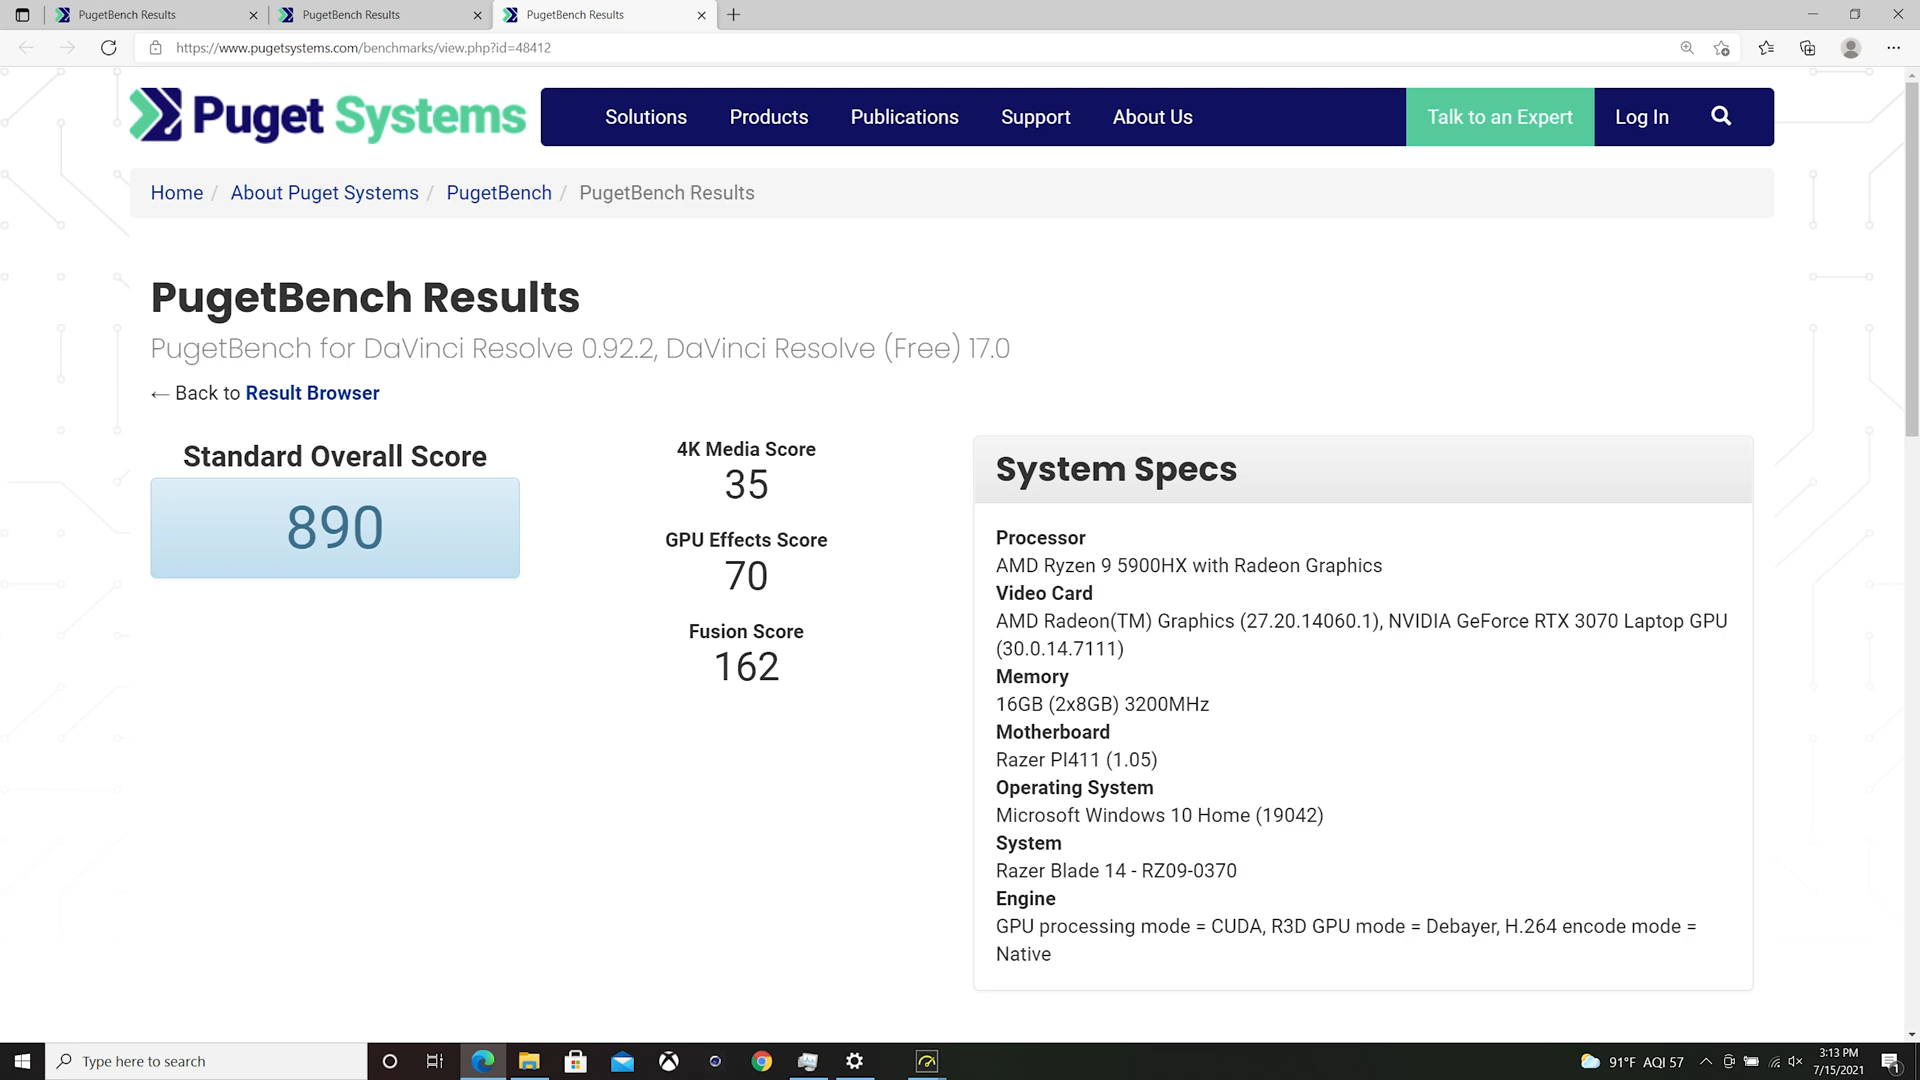 PugetBench Results
PugetBench Results
PugetBench Results
https://www.pugetsystems.com/benchmarks/view.php?id=48412
Puget Systems
Solutions
Products
Publications
Support
About Us
Talk to an Expert
Log In
Home / About Puget Systems / PugetBench / PugetBench Results
PugetBench Results
PugetBench for DaVinci Resolve 0.92.2, DaVinci Resolve (Free) 17.0
← Back to Result Browser
Standard Overall Score
890
4K Media Score
35
GPU Effects Score
70
Fusion Score
162
System Specs
Processor
AMD Ryzen 9 5900HX with Radeon Graphics
Video Card
AMD Radeon(TM) Graphics (27.20.14060.1), NVIDIA GeForce RTX 3070 Laptop GPU
(30.0.14.7111)
Memory
16GB (2x8GB) 3200MHz
Motherboard
Razer PI411 (1.05)
Operating System
Microsoft Windows 10 Home (19042)
System
Razer Blade 14 - RZ09-0370
Engine
GPU processing mode = CUDA, R3D GPU mode = Debayer, H.264 encode mode =
Native
Type here to search
91°F AQI 57
3:13 PM
7/15/2021
1